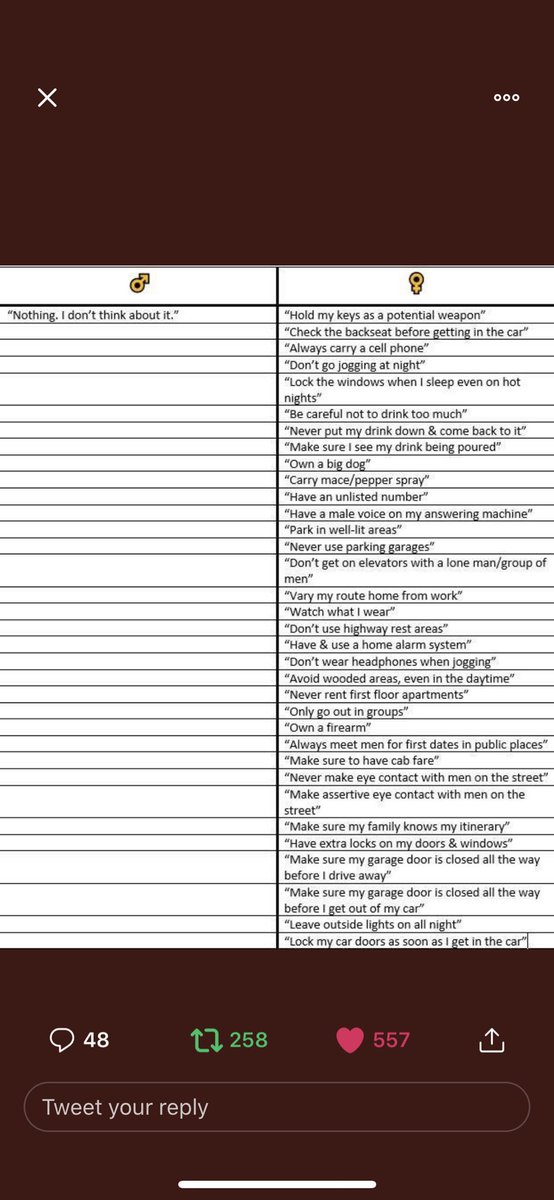 “Nothing. I don’t think about it.”
“Hold my keys as a potential weapon”
“Check the backseat before getting in the car”
“Always carry a cell phone”
“Don’t go jogging at night”
“Lock the windows when I sleep even on hot
nights”
“Be careful not to drink too much”
“Never put my drink down & come back to it”
“Make sure I see my drink being poured”
“Own a big dog”
“Carry mace/pepper spray”
“Have an unlisted number”
“Have a male voice on my answering machine”
“Park in well-lit areas”
“Never use parking garages”
“Don’t get on elevators with a lone man/group of
men”
“Vary my route home from work”
“Watch what I wear”
“Don’t use highway rest areas”
“Have & use a home alarm system”
“Don’t wear headphones when jogging”
“Avoid wooded areas, even in the daytime”
“Never rent first floor apartments”
“Only go out in groups”
“Own a firearm”
“Always meet men for first dates in public places”
“Make sure to have cab fare”
“Never make eye contact with men on the street”
“Make assertive eye contact with men on the
street”
“Make sure my family knows my itinerary”
“Have extra locks on my doors & windows”
“Make sure my garage door is closed all the way
before I drive away”
“Make sure my garage door is closed all the way
before I get out of my car”
“Leave outside lights on all night”
“Lock my car doors as soon as I get in the car”
48 258 557
Tweet your reply